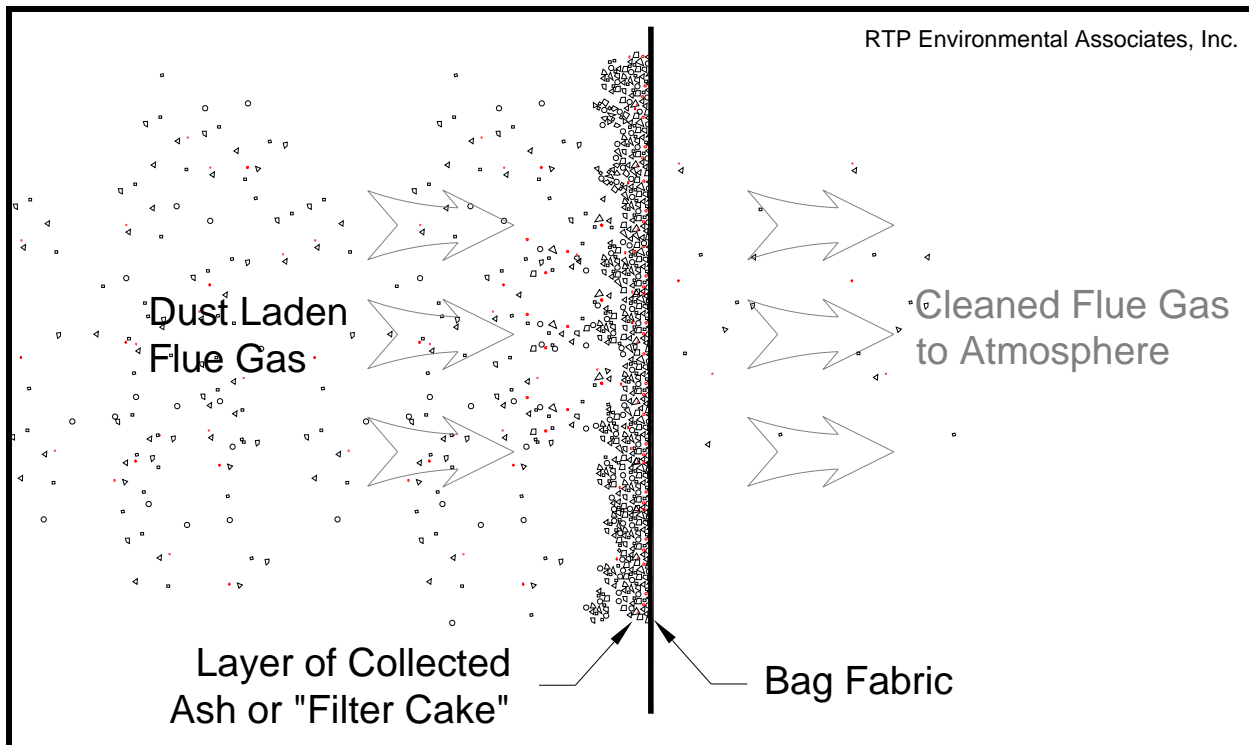 RTP Environmental Associates, Inc.
Dust Laden
Flue Gas
Cleaned Flue Gas
to Atmosphere
Layer of Collected
Ash or "Filter Cake"
Bag Fabric